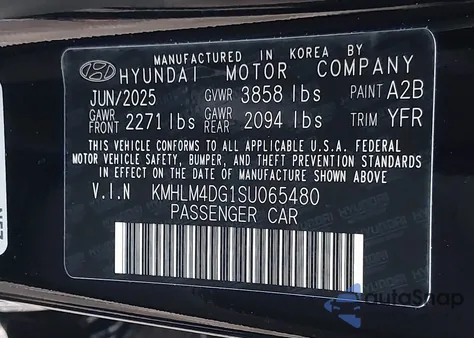 MANUFACTURED IN KOREA BY
HYUNDAI MOTOR COMPANY
JUN/2025 GVWR 3858 lbs PAINT A2B
GAWR FRONT 2271 lbs GAWR REAR 2094 lbs TRIM YFR
THIS VEHICLE CONFORMS TO ALL APPLICABLE U.S.A. FEDERAL
MOTOR VEHICLE SAFETY, BUMPER, AND THEFT PREVENTION STANDARDS
IN EFFECT ON THE DATE OF MANUFACTURE SHOWN ABOVE.
V.I.N KMHLM4DG1SU065480
PASSENGER CAR
autoSnap